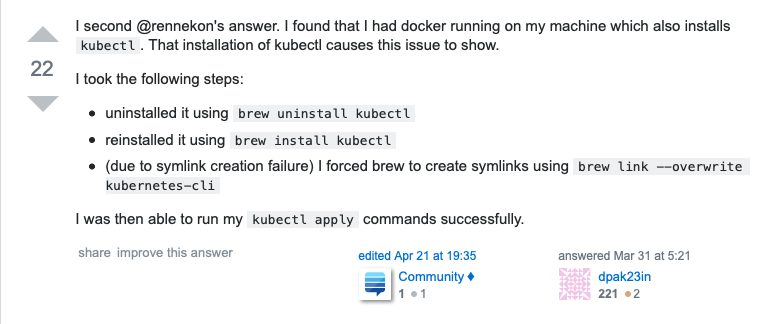 I second @rennekon's answer. I found that I had docker running on my machine which also installs
kubectl . That installation of kubectl causes this issue to show.
22
I took the following steps:
uninstalled it using brew uninstall kubectl
reinstalled it using brew install kubectl
(due to symlink creation failure) I forced brew to create symlinks using brew link --overwrite
kubernetes-cli
I was then able to run my kubectl apply commands successfully.
share improve this answer
edited Apr 21 at 19:35
Community ♦
1 ●1
answered Mar 31 at 5:21
dpak23in
221 ●2